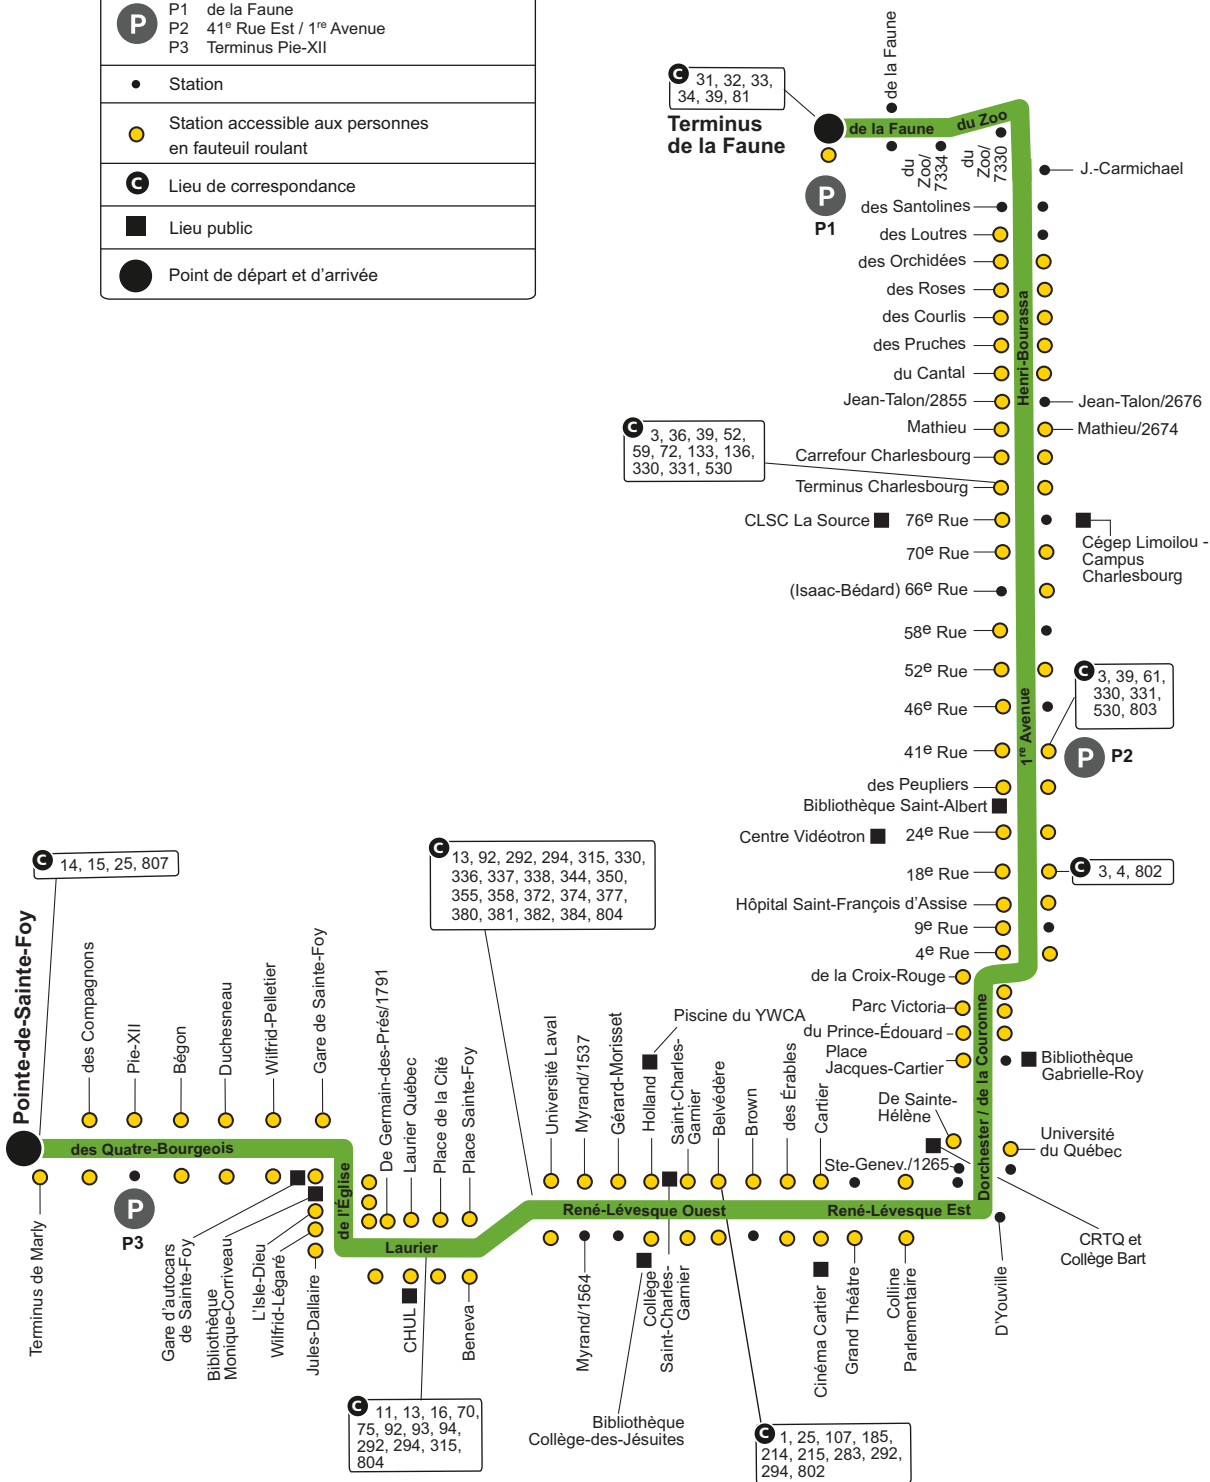 P
P1 de la Faune
P2 41e Rue Est / 1re Avenue
P3 Terminus Pie-XII
Station
Station accessible aux personnes
en fauteuil roulant
C Lieu de correspondance
Lieu public
Point de départ et d'arrivée
C 31, 32, 33,
34, 39, 81
Terminus
de la Faune
P
P1
de la Faune
de la Faune
du Zoo
du
Zoo/
7334
du
Zoo/
7330
J.-Carmichael
des Santolines
des Loutres
des Orchidées
des Roses
des Courlis
des Pruches
du Cantal
Henri-Bourassa
Jean-Talon/2855
Jean-Talon/2676
Mathieu
Mathieu/2674
C 3, 36, 39, 52,
59, 72, 133, 136,
330, 331, 530
Carrefour Charlesbourg
Terminus Charlesbourg
CLSC La Source
76e Rue
Cégep Limoilou -
Campus
Charlesbourg
70e Rue
(Isaac-Bédard) 66e Rue
58e Rue
52e Rue
C 3, 39, 61,
330, 331,
530, 803
46e Rue
1re Avenue
41e Rue
P P2
des Peupliers
Bibliothèque Saint-Albert
Centre Vidéotron
24e Rue
18e Rue
C 3, 4, 802
Hôpital Saint-François d'Assise
9e Rue
4e Rue
de la Croix-Rouge
Parc Victoria
du Prince-Édouard
Place
Jacques-Cartier
Bibliothèque
Gabrielle-Roy
Dorchester / de la Couronne
De Sainte-
Hélène
Université
du Québec
Ste-Genev./1265
CRTQ et
Collège Bart
D'Youville
C 14, 15, 25, 807
Pointe-de-Sainte-Foy
des Compagnons
Pie-XII
Bégon
Duchesneau
Wilfrid-Pelletier
Gare de Sainte-Foy
des Quatre-Bourgeois
Terminus de Marly
P
P3
Gare d'autocars
de Sainte-Foy
Bibliothèque
Monique-Corriveau
L'Isle-Dieu
Wilfrid-Légaré
Jules-Dallaire
de l'Église
De Germain-des-Prés/1791
Laurier Québec
Place de la Cité
Place Sainte-Foy
Laurier
CHUL
Beneva
C 11, 13, 16, 70,
75, 92, 93, 94,
292, 294, 315,
804
C 13, 92, 292, 294, 315, 330,
336, 337, 338, 344, 350,
355, 358, 372, 374, 377,
380, 381, 382, 384, 804
Université Laval
Myrand/1537
Gérard-Morisset
Holland
Piscine du YWCA
Saint-Charles-
Garnier
Belvédère
Brown
des Érables
Cartier
René-Lévesque Ouest
René-Lévesque Est
Myrand/1564
Collège
Saint-Charles-
Garnier
Bibliothèque
Collège-des-Jésuites
Cinéma Cartier
Grand Théâtre
Colline
Parlementaire
C 1, 25, 107, 185,
214, 215, 283, 292,
294, 802